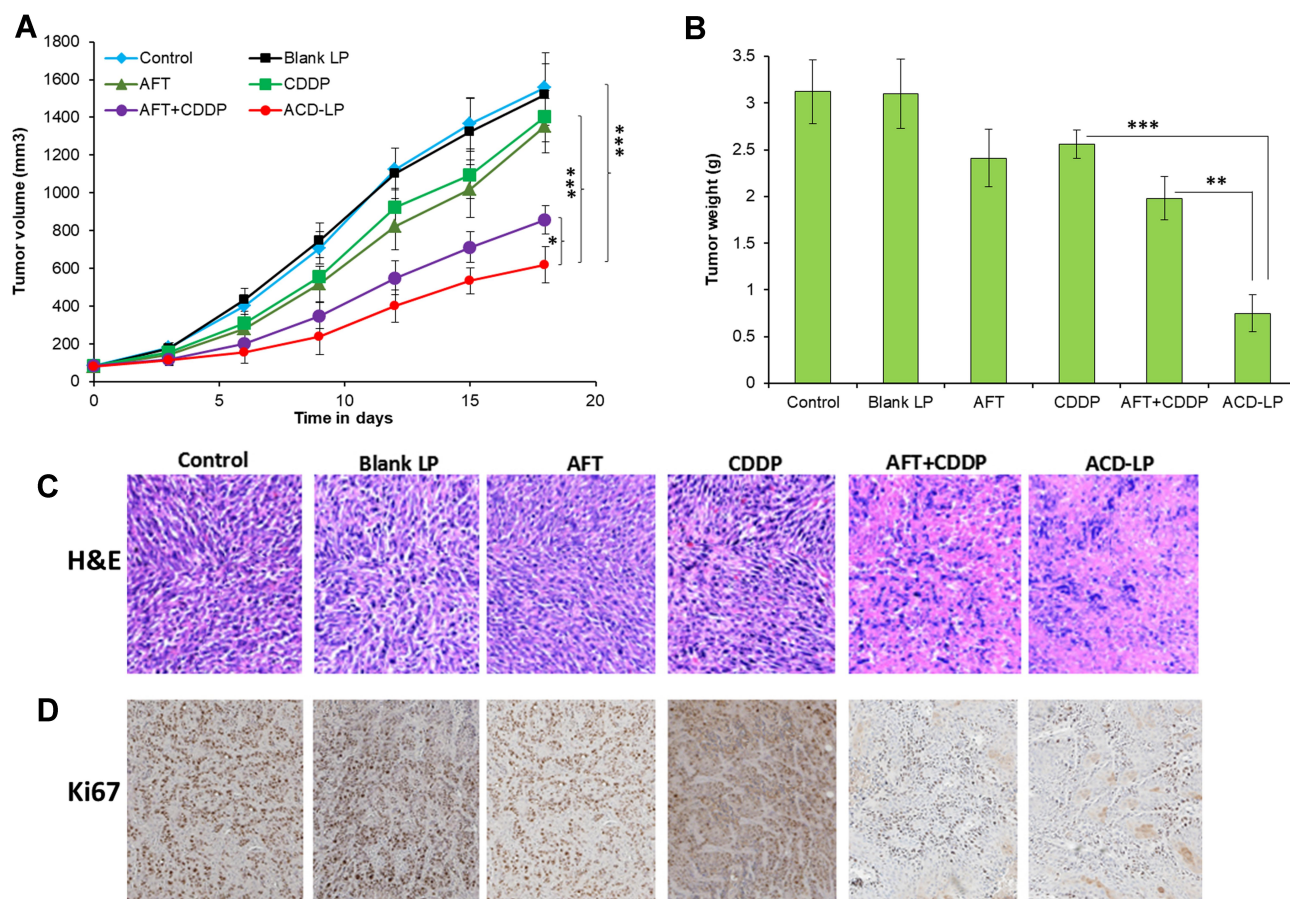 A
Tumor volume (mm3)
1800
1600
1400
1200
1000
800
600
400
200
0
Control
Blank LP
AFT
CDDP
AFT+CDDP
ACD-LP
***
***
*
0
5
10
15
20
Time in days
B
Tumor weight (g)
3.5
3
2.5
2
1.5
1
0.5
0
***
**
Control
Blank LP
AFT
CDDP
AFT+CDDP
ACD-LP
Control
Blank LP
AFT
CDDP
AFT+CDDP
ACD-LP
C
H&E
D
Ki67